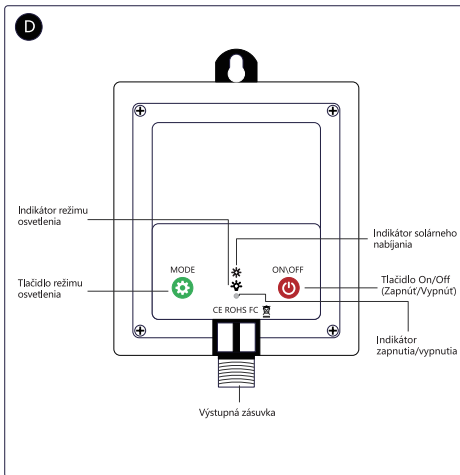 D
Indikátor režimu
osvetlenia
Indikátor solárneho
nabíjania
MODE
ON\OFF
Tlačidlo režimu
osvetlenia
Tlačidlo On/Off
(Zapnúť/Vypnúť)
CE ROHS FC
Indikátor
zapnutia/vypnutia
Výstupná zásuvka